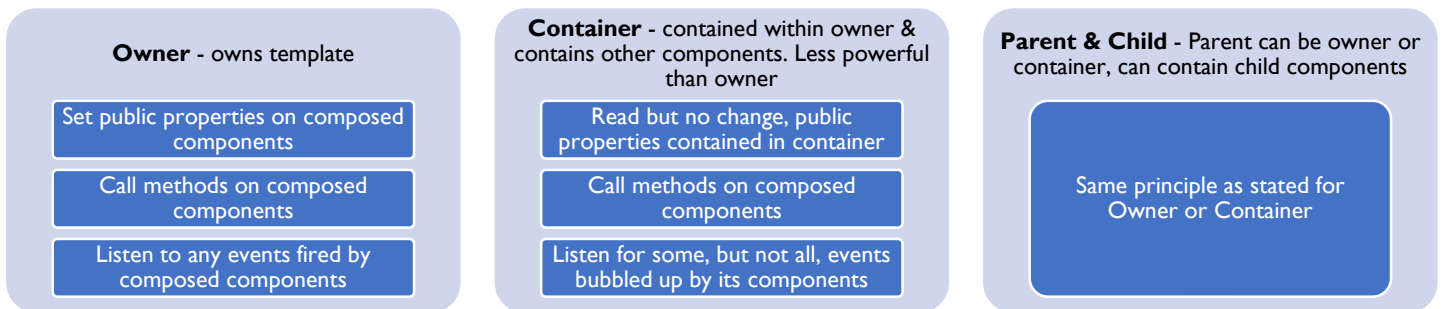 Owner - owns template
Set public properties on composed
components
Call methods on composed
components
Listen to any events fired by
composed components
Container - contained within owner &
contains other components. Less powerful
than owner
Read but no change, public
properties contained in container
Call methods on composed
components
Listen for some, but not all, events
bubbled up by its components
Parent & Child - Parent can be owner or
container, can contain child components
Same principle as stated for
Owner or Container